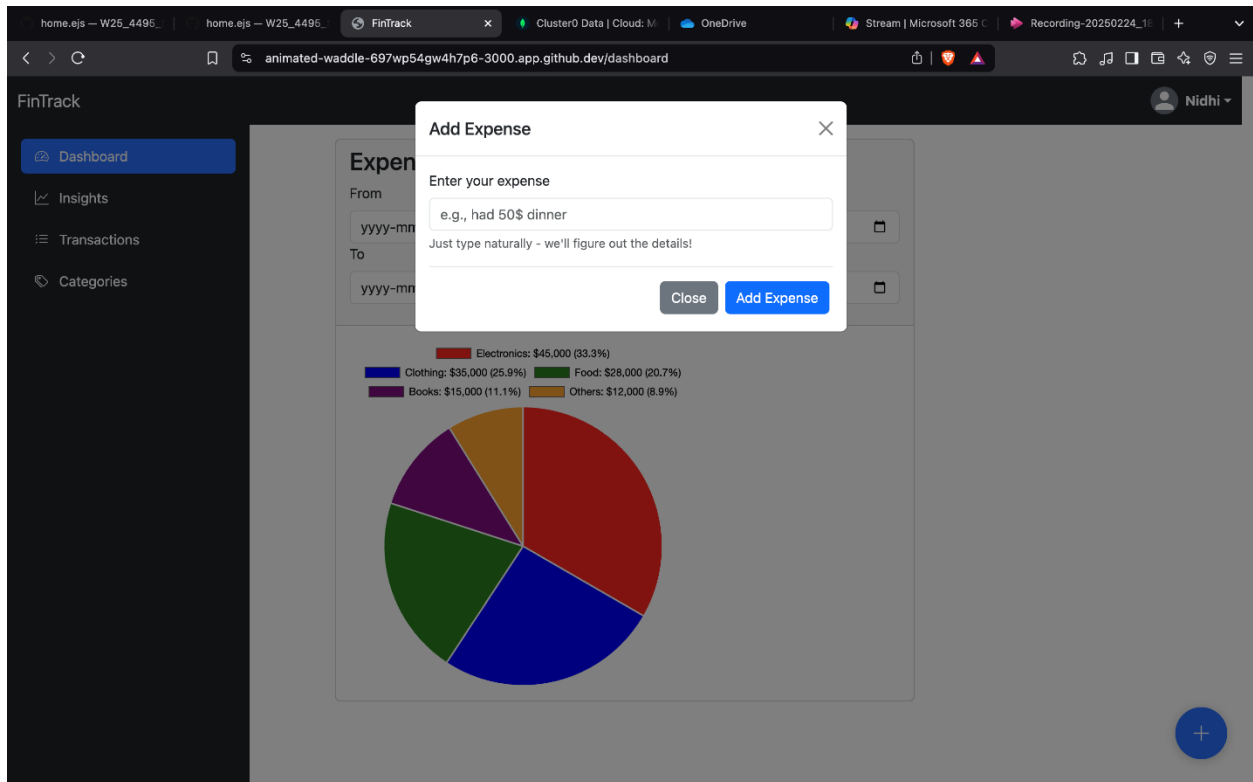 home.ejs — W25_4495_
home.ejs — W25_4495_
FinTrack
Cluster0 Data | Cloud: M
OneDrive
Stream | Microsoft 365 C
Recording-20250224_18
animated-waddle-697wp54gw4h7p6-3000.app.github.dev/dashboard
FinTrack
Nidhi
Dashboard
Insights
Transactions
Categories
Add Expense
Enter your expense
e.g., had 50$ dinner
Just type naturally - we'll figure out the details!
Close
Add Expense
Expen
From
yyyy-mm
To
yyyy-mm
Electronics: $45,000 (33.3%)
Clothing: $35,000 (25.9%)
Food: $28,000 (20.7%)
Books: $15,000 (11.1%)
Others: $12,000 (8.9%)